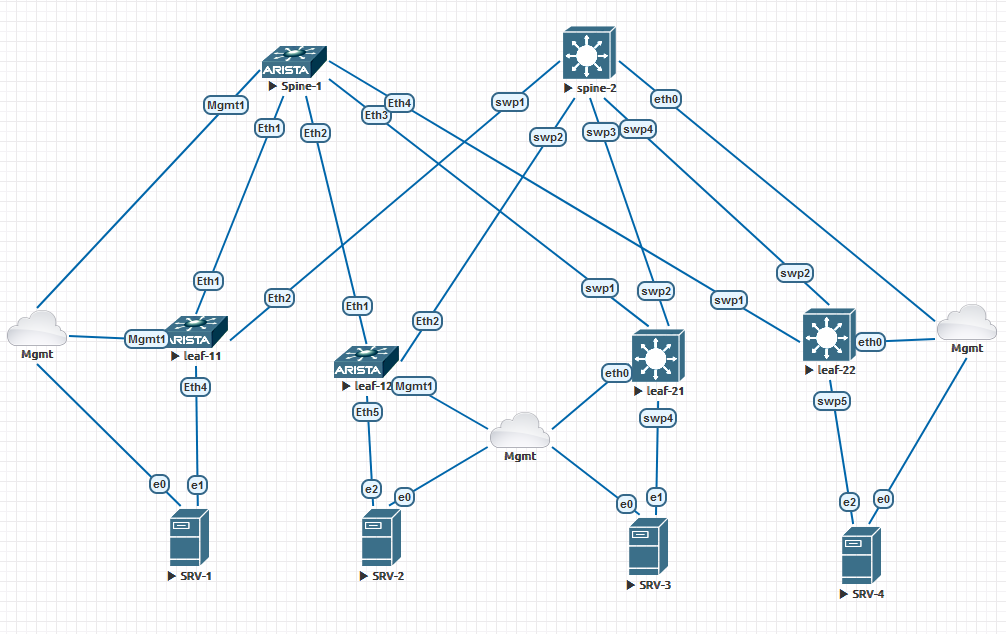 ARISTA
Spine-1
spine-2
Mgmt1
Eth1
Eth2
Eth3
Eth4
swp1
swp2
swp3
swp4
eth0
Eth1
Eth2
Eth1
Eth2
swp1
swp2
swp1
swp2
Mgmt
Mgmt1
ARISTA
leaf-11
Eth4
ARISTA
leaf-12
Mgmt1
Eth5
eth0
leaf-21
swp4
eth0
leaf-22
swp5
Mgmt
Mgmt
e0
e1
e2
e0
e0
e1
e2
e0
SRV-1
SRV-2
SRV-3
SRV-4